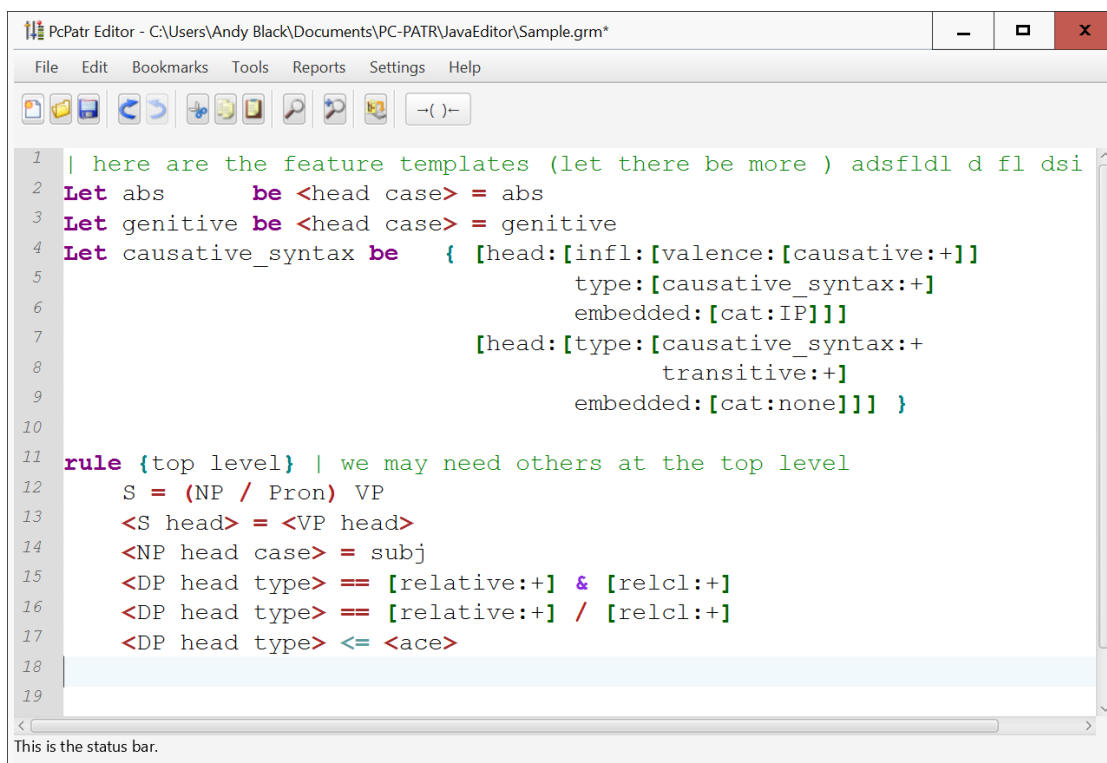 PcPatr Editor - C:\Users\Andy Black\Documents\PC-PATR\JavaEditor\Sample.grm*
File Edit Bookmarks Tools Reports Settings Help
→( )←
1 | here are the feature templates (let there be more ) adsfldl d fl dsi
2 Let abs      be <head case> = abs
3 Let genitive be <head case> = genitive
4 Let causative_syntax be   { [head:[infl:[valence:[causative:+]]
5                                    type:[causative_syntax:+]
6                                    embedded:[cat:IP]]]
7                             [head:[type:[causative_syntax:+
8                                          transitive:+]
9                                    embedded:[cat:none]]] }
10
11 rule {top level} | we may need others at the top level
12     S = (NP / Pron) VP
13     <S head> = <VP head>
14     <NP head case> = subj
15     <DP head type> == [relative:+] & [relcl:+]
16     <DP head type> == [relative:+] / [relcl:+]
17     <DP head type> <= <ace>
18
19
This is the status bar.